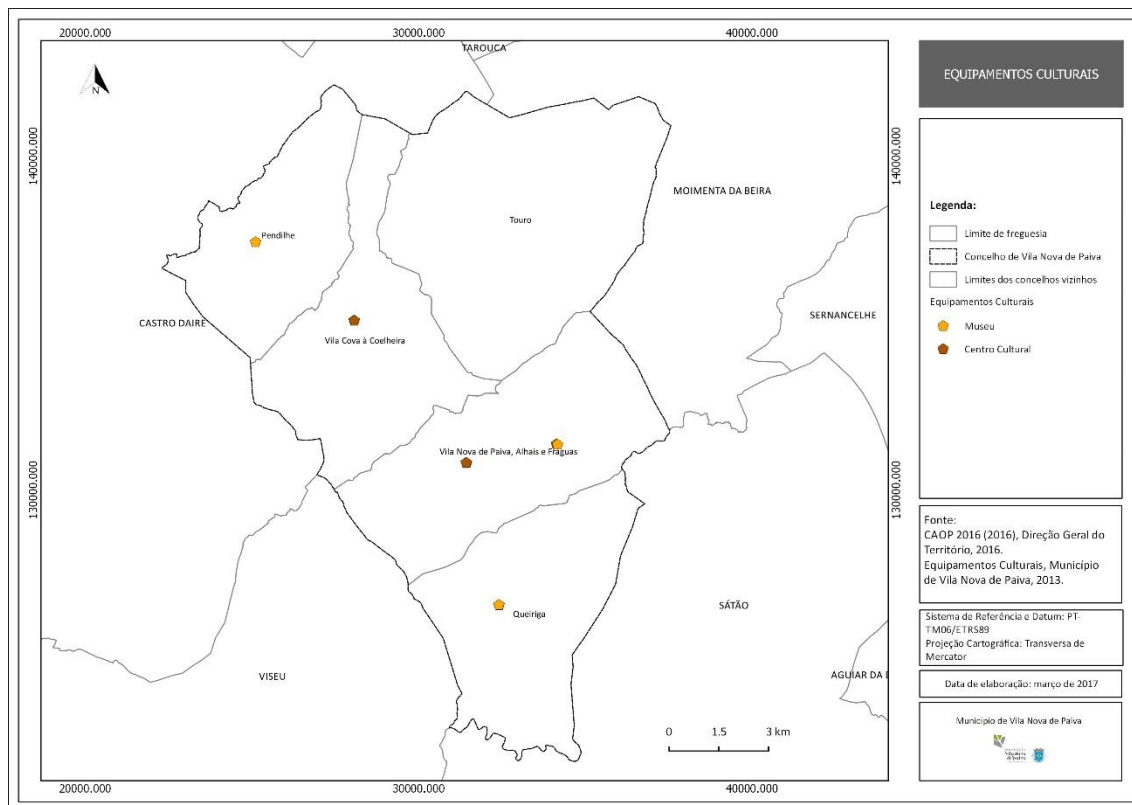 20000.000
30000.000
40000.000
TAROUCA
N
140000.000
140000.000
MOIMENTA DA BEIRA
Touro
Pendilhe
SERNANCELHE
CASTRO DAIRE
Vila Cova à Coelheira
Vila Nova de Paiva, Alhais e Fráguas
130000.000
130000.000
SÁTÃO
Queiriga
VISEU
AGUIAR DA B
0 1.5 3 km
20000.000
30000.000
40000.000
EQUIPAMENTOS CULTURAIS
Legenda:
Limite de freguesia
Concelho de Vila Nova de Paiva
Limites dos concelhos vizinhos
Equipamentos Culturais
Museu
Centro Cultural
Fonte:
CAOP 2016 (2016), Direção Geral do
Território, 2016.
Equipamentos Culturais, Município
de Vila Nova de Paiva, 2013.
Sistema de Referência e Datum: PT-
TM06/ETRS89
Projeção Cartográfica: Transversa de
Mercator
Data de elaboração: março de 2017
Município de Vila Nova de Paiva